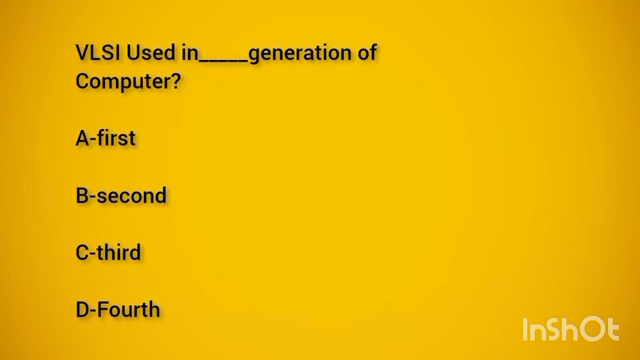 VLSI Used in_____generation of
Computer?
A-first
B-second
C-third
D-Fourth
InShOt